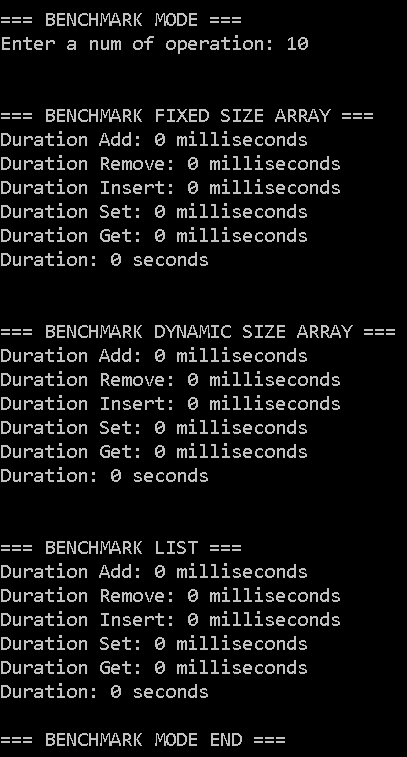 === BENCHMARK MODE ===
Enter a num of operation: 10
=== BENCHMARK FIXED SIZE ARRAY ===
Duration Add: 0 milliseconds
Duration Remove: 0 milliseconds
Duration Insert: 0 milliseconds
Duration Set: 0 milliseconds
Duration Get: 0 milliseconds
Duration: 0 seconds
=== BENCHMARK DYNAMIC SIZE ARRAY ===
Duration Add: 0 milliseconds
Duration Remove: 0 milliseconds
Duration Insert: 0 milliseconds
Duration Set: 0 milliseconds
Duration Get: 0 milliseconds
Duration: 0 seconds
=== BENCHMARK LIST ===
Duration Add: 0 milliseconds
Duration Remove: 0 milliseconds
Duration Insert: 0 milliseconds
Duration Set: 0 milliseconds
Duration Get: 0 milliseconds
Duration: 0 seconds
=== BENCHMARK MODE END ===